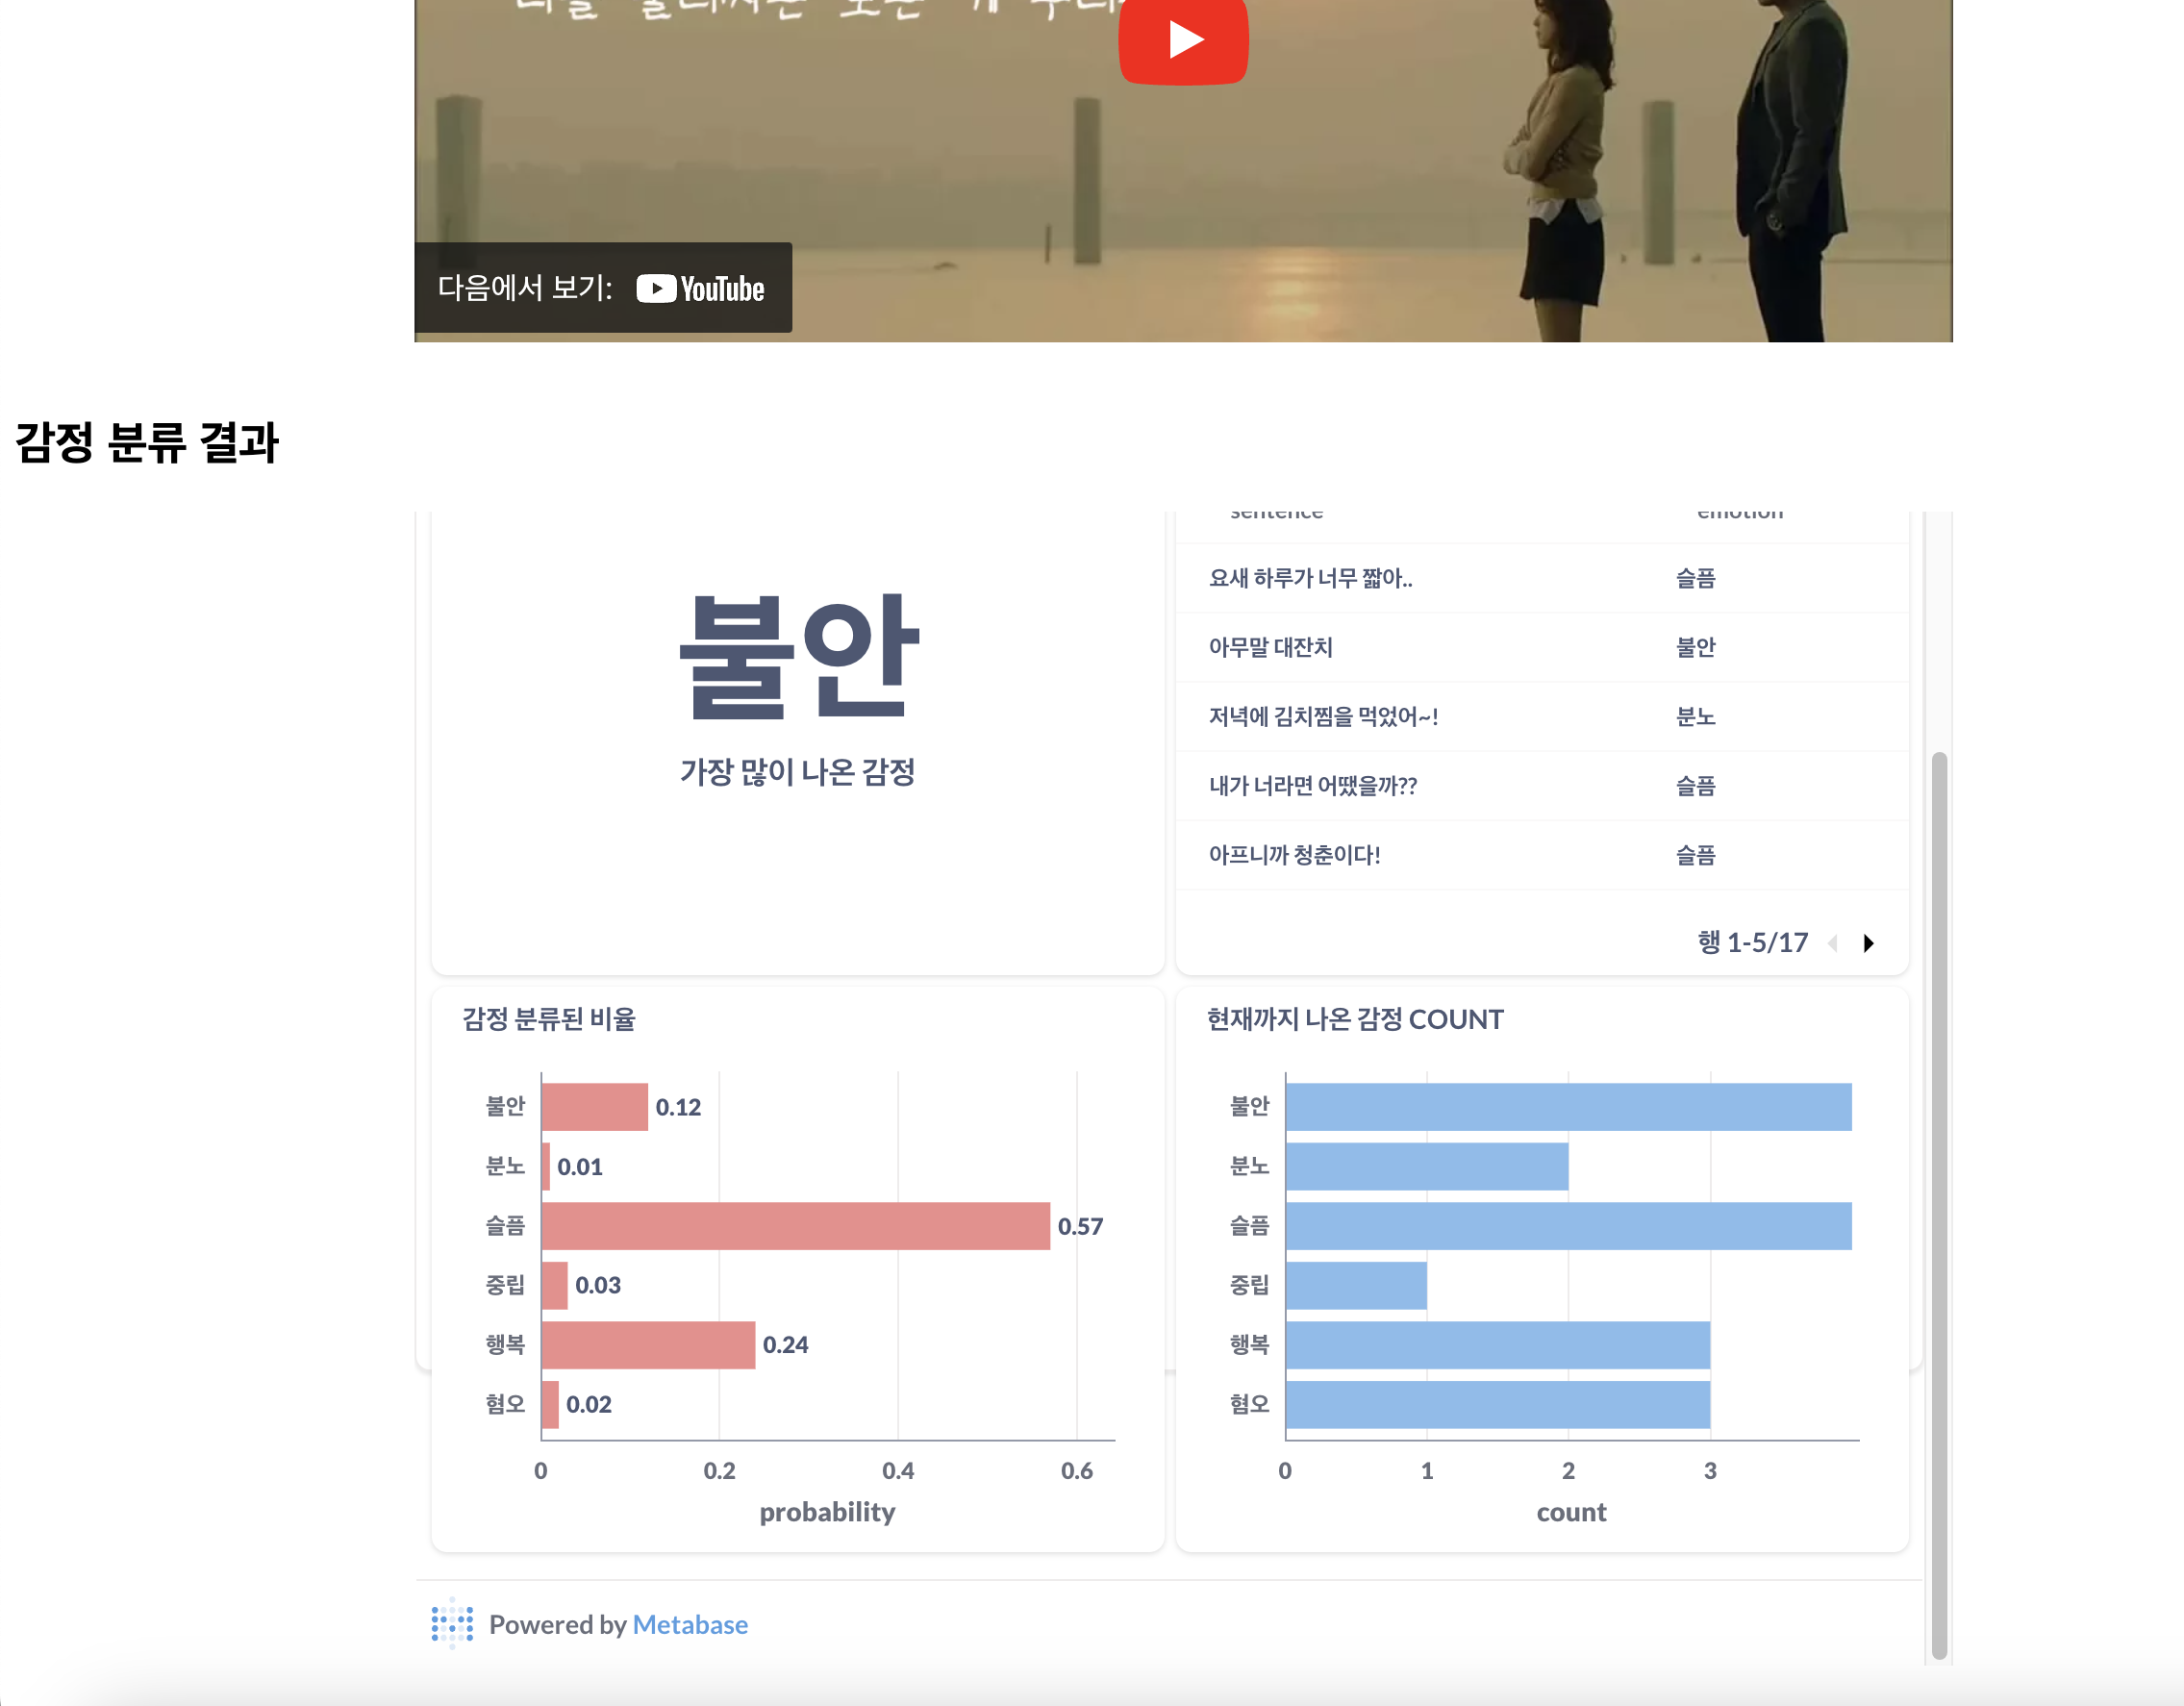 다음에서 보기: YouTube
감정 분류 결과
sentence emotion
불안
가장 많이 나온 감정
요새 하루가 너무 짧아.. 슬픔
아무말 대잔치 불안
저녁에 김치찜을 먹었어~! 분노
내가 너라면 어땠을까?? 슬픔
아프니까 청춘이다! 슬픔
행 1-5/17
감정 분류된 비율
불안 0.12
분노 0.01
슬픔 0.57
중립 0.03
행복 0.24
혐오 0.02
0 0.2 0.4 0.6
probability
현재까지 나온 감정 COUNT
불안
분노
슬픔
중립
행복
혐오
0 1 2 3
count
Powered by Metabase